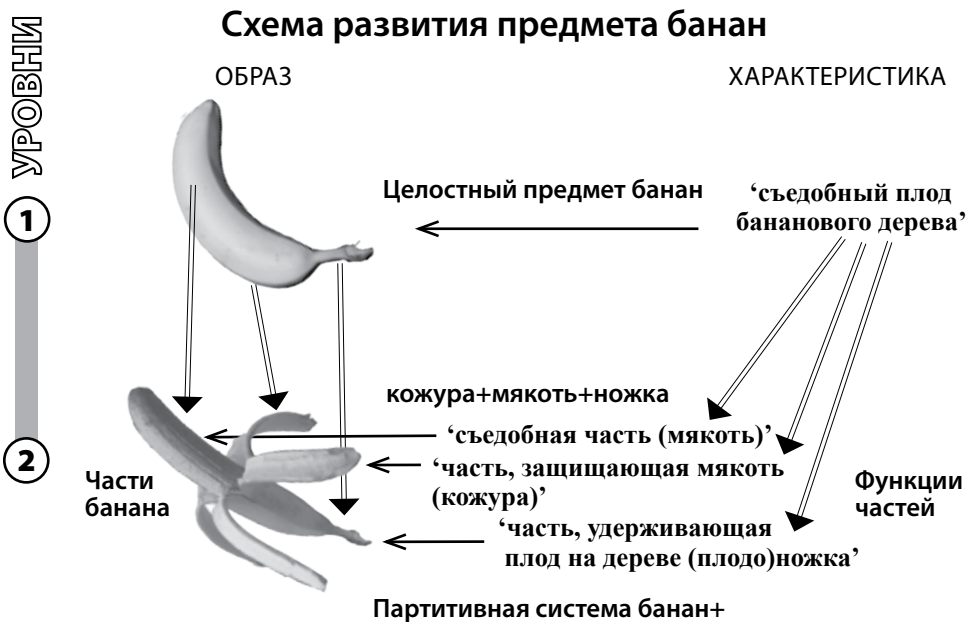 Схема развития предмета банан
УРОВНИ
ОБРАЗ
ХАРАКТЕРИСТИКА
1
Целостный предмет банан
‘съедобный плод
бананового дерева’
2
кожура+мякоть+ножка
‘съедобная часть (мякоть)’
‘часть, защищающая мякоть
(кожура)’
‘часть, удерживающая
плод на дереве (плодо)ножка’
Части
банана
Функции
частей
Партитивная система банан+